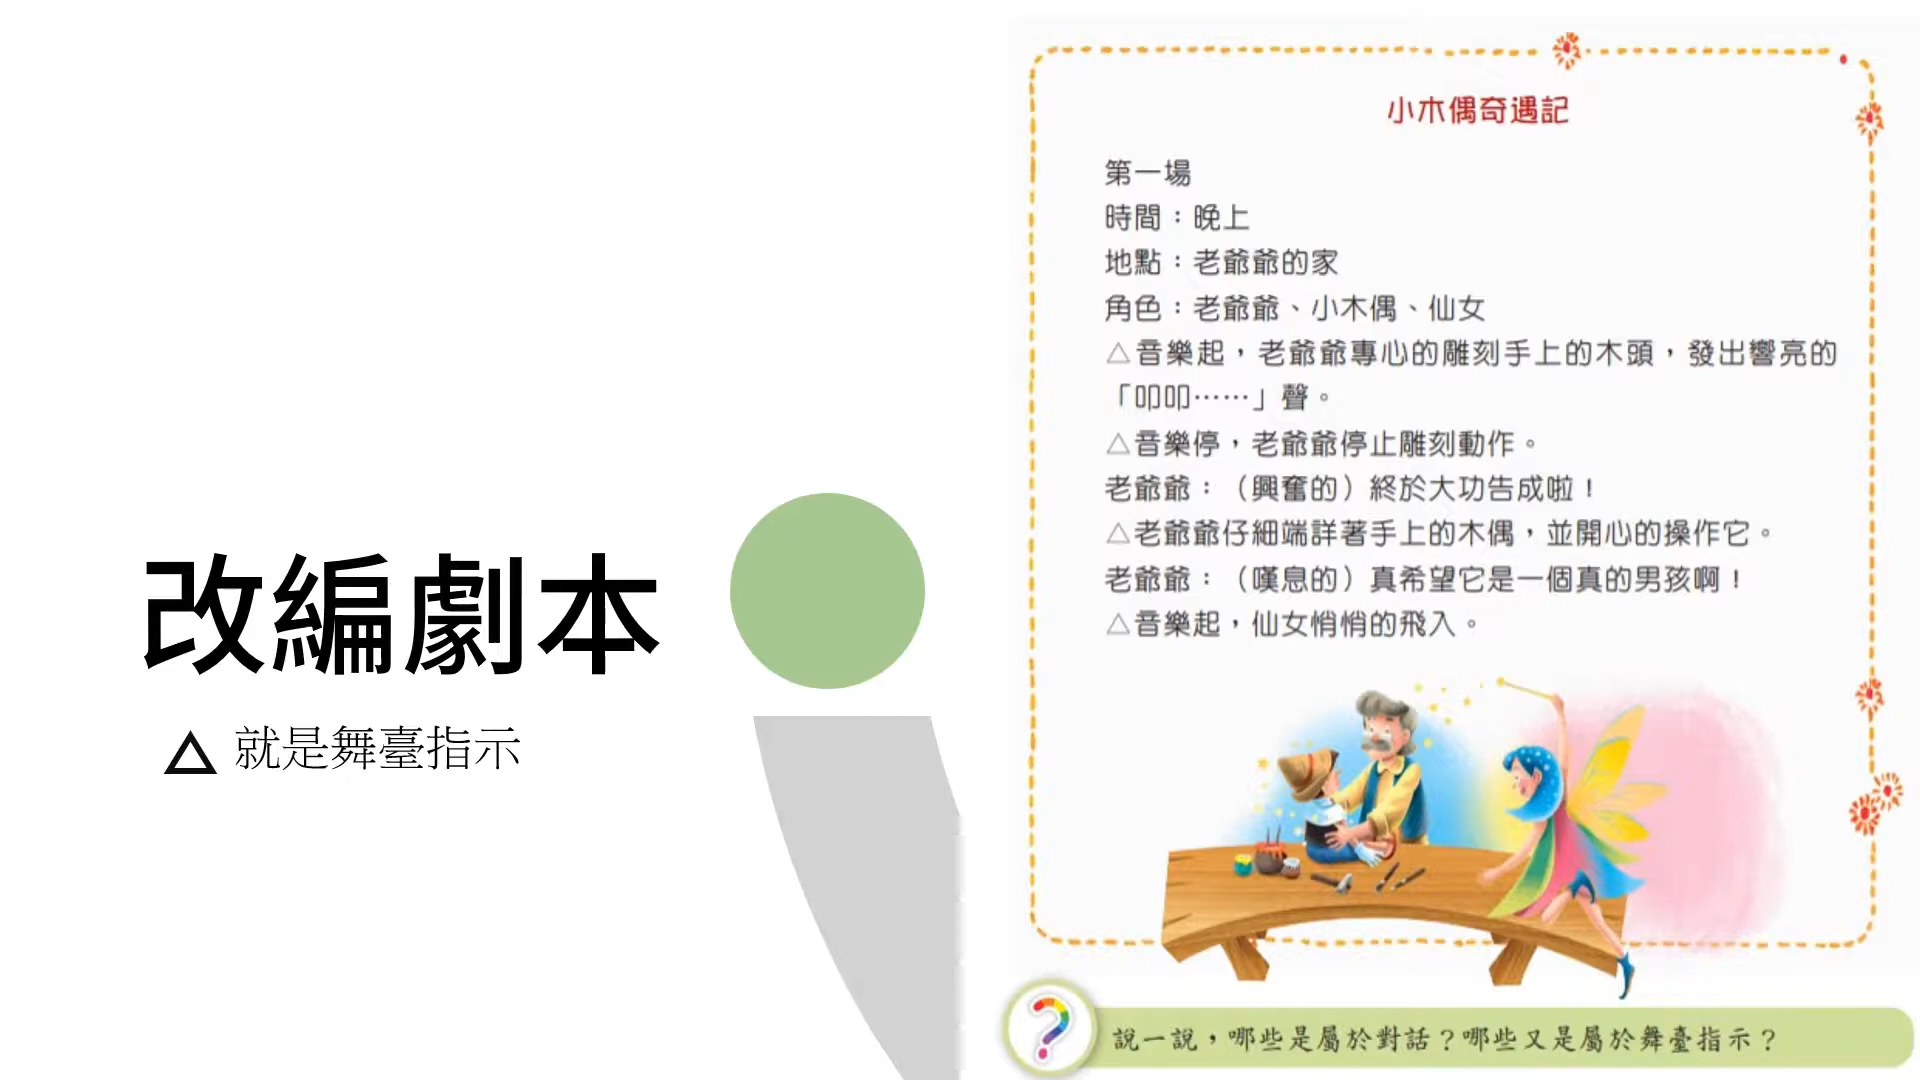 改編劇本
△ 就是舞臺指示
小木偶奇遇記
第一場
時間：晚上
地點：老爺爺的家
角色：老爺爺、小木偶、仙女
△音樂起，老爺爺專心的雕刻手上的木頭，發出響亮的
「叩叩……」聲。
△音樂停，老爺爺停止雕刻動作。
老爺爺：（興奮的）終於大功告成啦！
△老爺爺仔細端詳著手上的木偶，並開心的操作它。
老爺爺：（嘆息的）真希望它是一個真的男孩啊！
△音樂起，仙女悄悄的飛入。
說一說，哪些是屬於對話？哪些又是屬於舞臺指示？